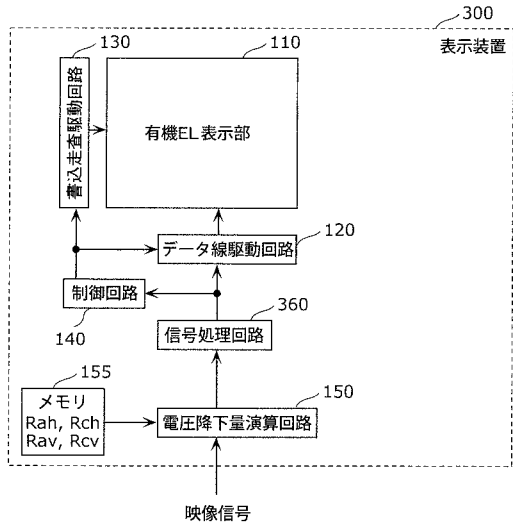 300
表示装置
130
110
書込走査駆動回路
有機EL表示部
120
データ線駆動回路
制御回路
140
360
信号処理回路
155
メモリ
Rah, Rch
Rav, Rcv
150
電圧降下量演算回路
映像信号